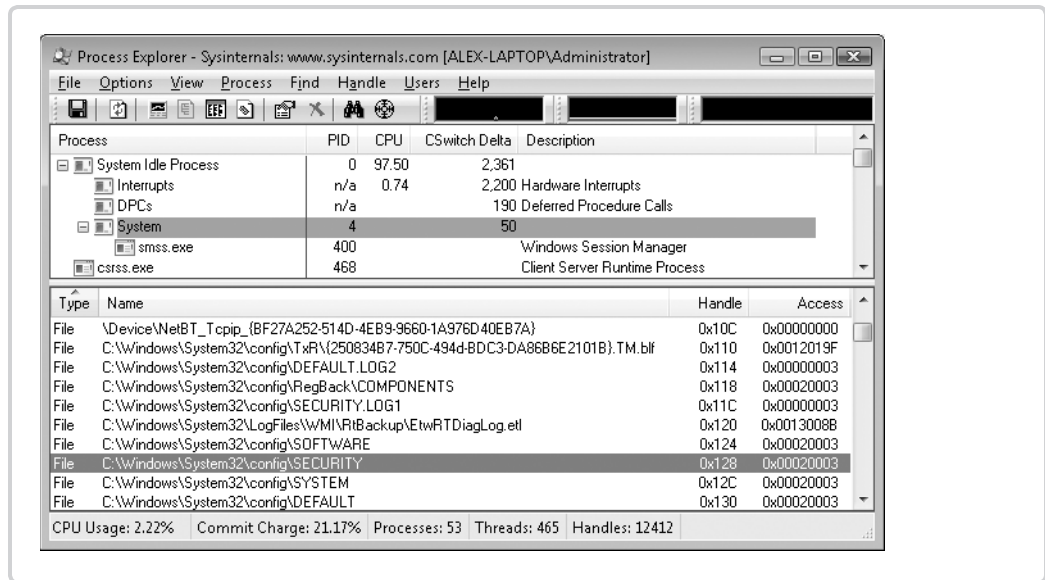 Process Explorer - Sysinternals: www.sysinternals.com [ALEX-LAPTOP\Administrator]
File Options View Process Find Handle Users Help
Process PID CPU CSwitch Delta Description
System Idle Process 0 97.50 2,361
Interrupts n/a 0.74 2,200 Hardware Interrupts
DPCs n/a 190 Deferred Procedure Calls
System 4 50
smss.exe 400 Windows Session Manager
csrss.exe 468 Client Server Runtime Process
Type Name Handle Access
File \Device\NetBT_Tcpip_{BF27A252-514D-4EB9-9660-1A976D40EB7A} 0x10C 0x00000000
File C:\Windows\System32\config\TxR\{250834B7-750C-494d-BDC3-DA86B6E2101B}.TM.blf 0x110 0x0012019F
File C:\Windows\System32\config\DEFAULT.LOG2 0x114 0x00000003
File C:\Windows\System32\config\RegBack\COMPONENTS 0x118 0x00020003
File C:\Windows\System32\config\SECURITY.LOG1 0x11C 0x00000003
File C:\Windows\System32\LogFiles\WMI\RtBackup\EtwRTDiagLog.etl 0x120 0x0013008B
File C:\Windows\System32\config\SOFTWARE 0x124 0x00020003
File C:\Windows\System32\config\SECURITY 0x128 0x00020003
File C:\Windows\System32\config\SYSTEM 0x12C 0x00020003
File C:\Windows\System32\config\DEFAULT 0x130 0x00020003
CPU Usage: 2.22% Commit Charge: 21.17% Processes: 53 Threads: 465 Handles: 12412